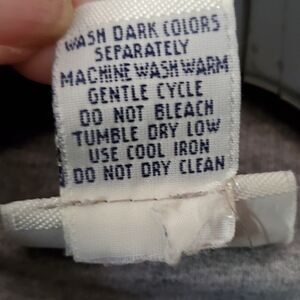 WASH DARK COLORS
SEPARATELY
MACHINE WASH WARM
GENTLE CYCLE
DO NOT BLEACH
TUMBLE DRY LOW
USE COOL IRON
DO NOT DRY CLEAN